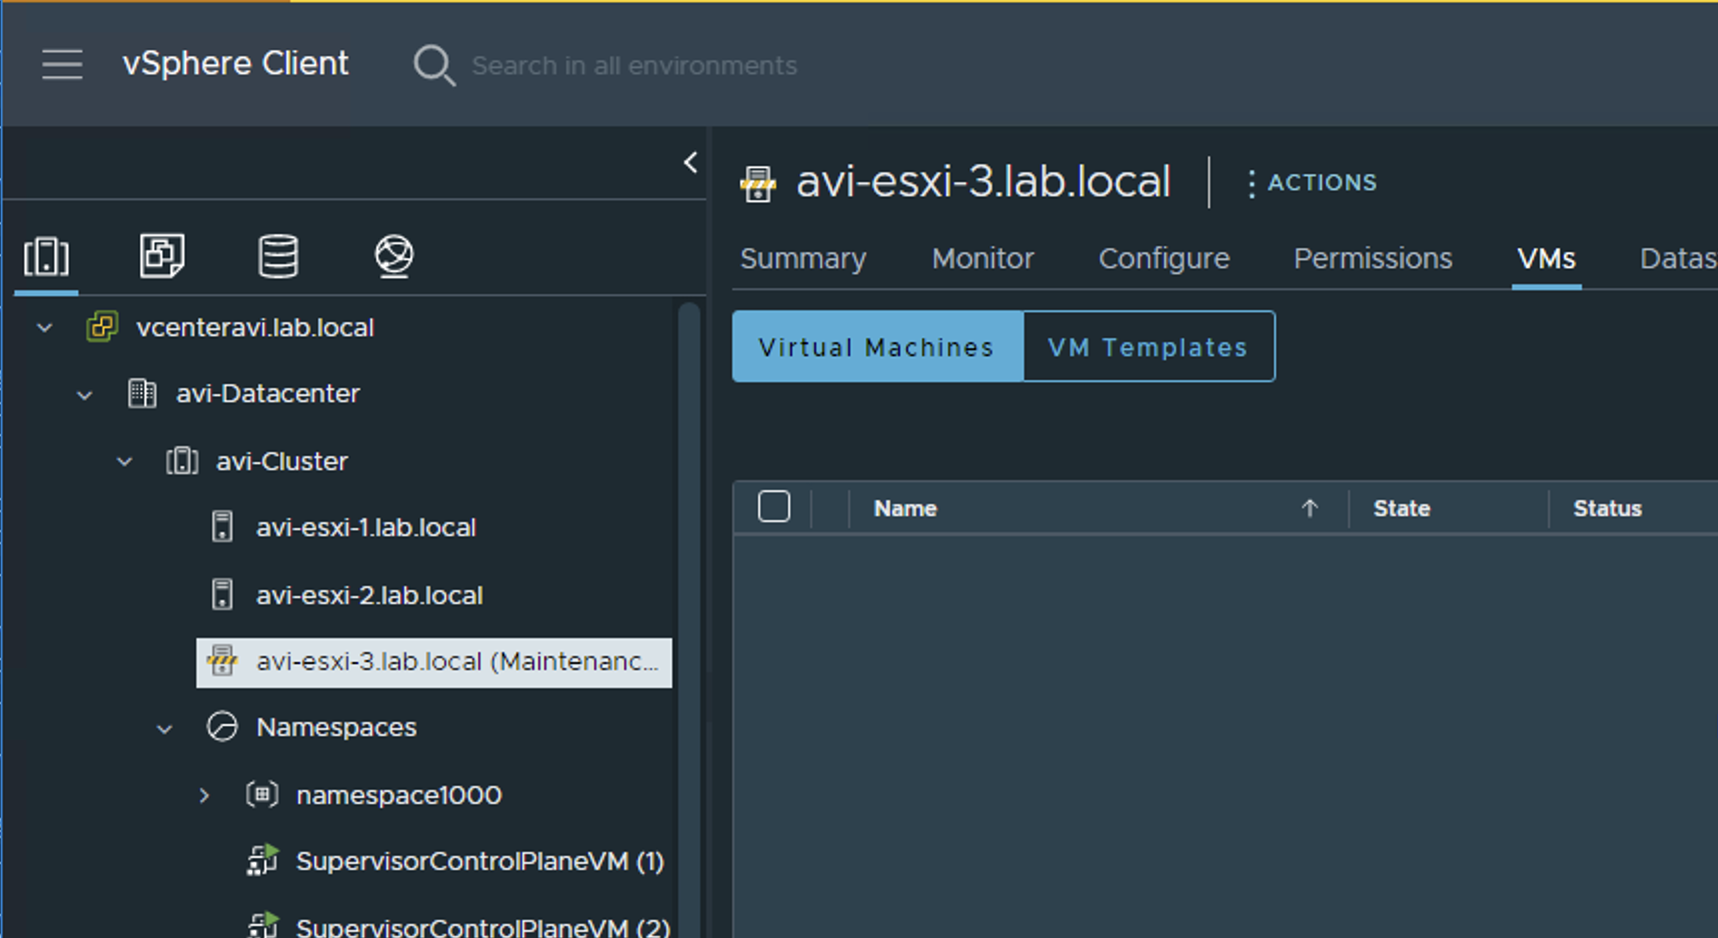 vSphere Client
Search in all environments
avi-esxi-3.lab.local
ACTIONS
Summary Monitor Configure Permissions VMs Datas
Virtual Machines VM Templates
Name State Status
vcenteravi.lab.local
avi-Datacenter
avi-Cluster
avi-esxi-1.lab.local
avi-esxi-2.lab.local
avi-esxi-3.lab.local (Maintenanc...
Namespaces
namespace1000
SupervisorControlPlaneVM (1)
SupervisorControlPlaneVM (2)